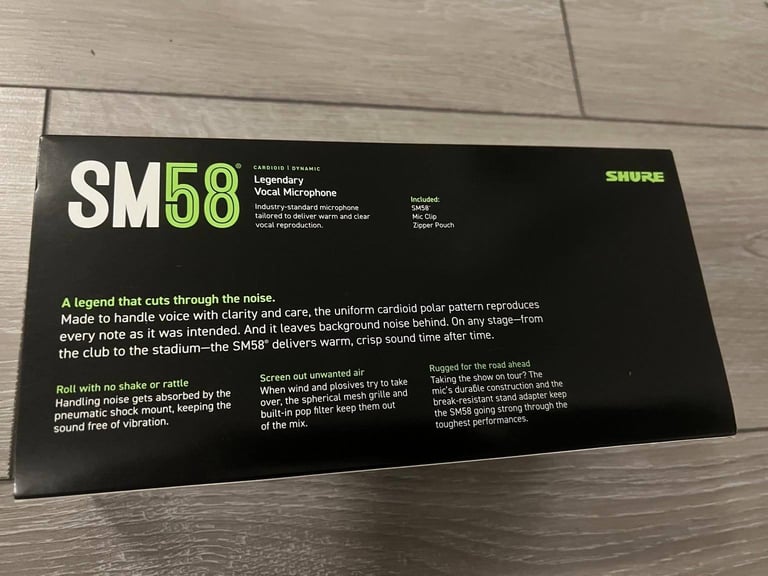 SM58®
CARDIOID | DYNAMIC
Legendary
Vocal Microphone
Industry-standard microphone
tailored to deliver warm and clear
vocal reproduction.
Included:
SM58®
Mic Clip
Zipper Pouch
SHURE
A legend that cuts through the noise.
Made to handle voice with clarity and care, the uniform cardioid polar pattern reproduces
every note as it was intended. And it leaves background noise behind. On any stage—from
the club to the stadium—the SM58® delivers warm, crisp sound time after time.
Roll with no shake or rattle
Handling noise gets absorbed by the
pneumatic shock mount, keeping the
sound free of vibration.
Screen out unwanted air
When wind and plosives try to take
over, the spherical mesh grille and
built-in pop filter keep them out
of the mix.
Rugged for the road ahead
Taking the show on tour? The
mic's durable construction and the
break-resistant stand adapter keep
the SM58 going strong through the
toughest performances.